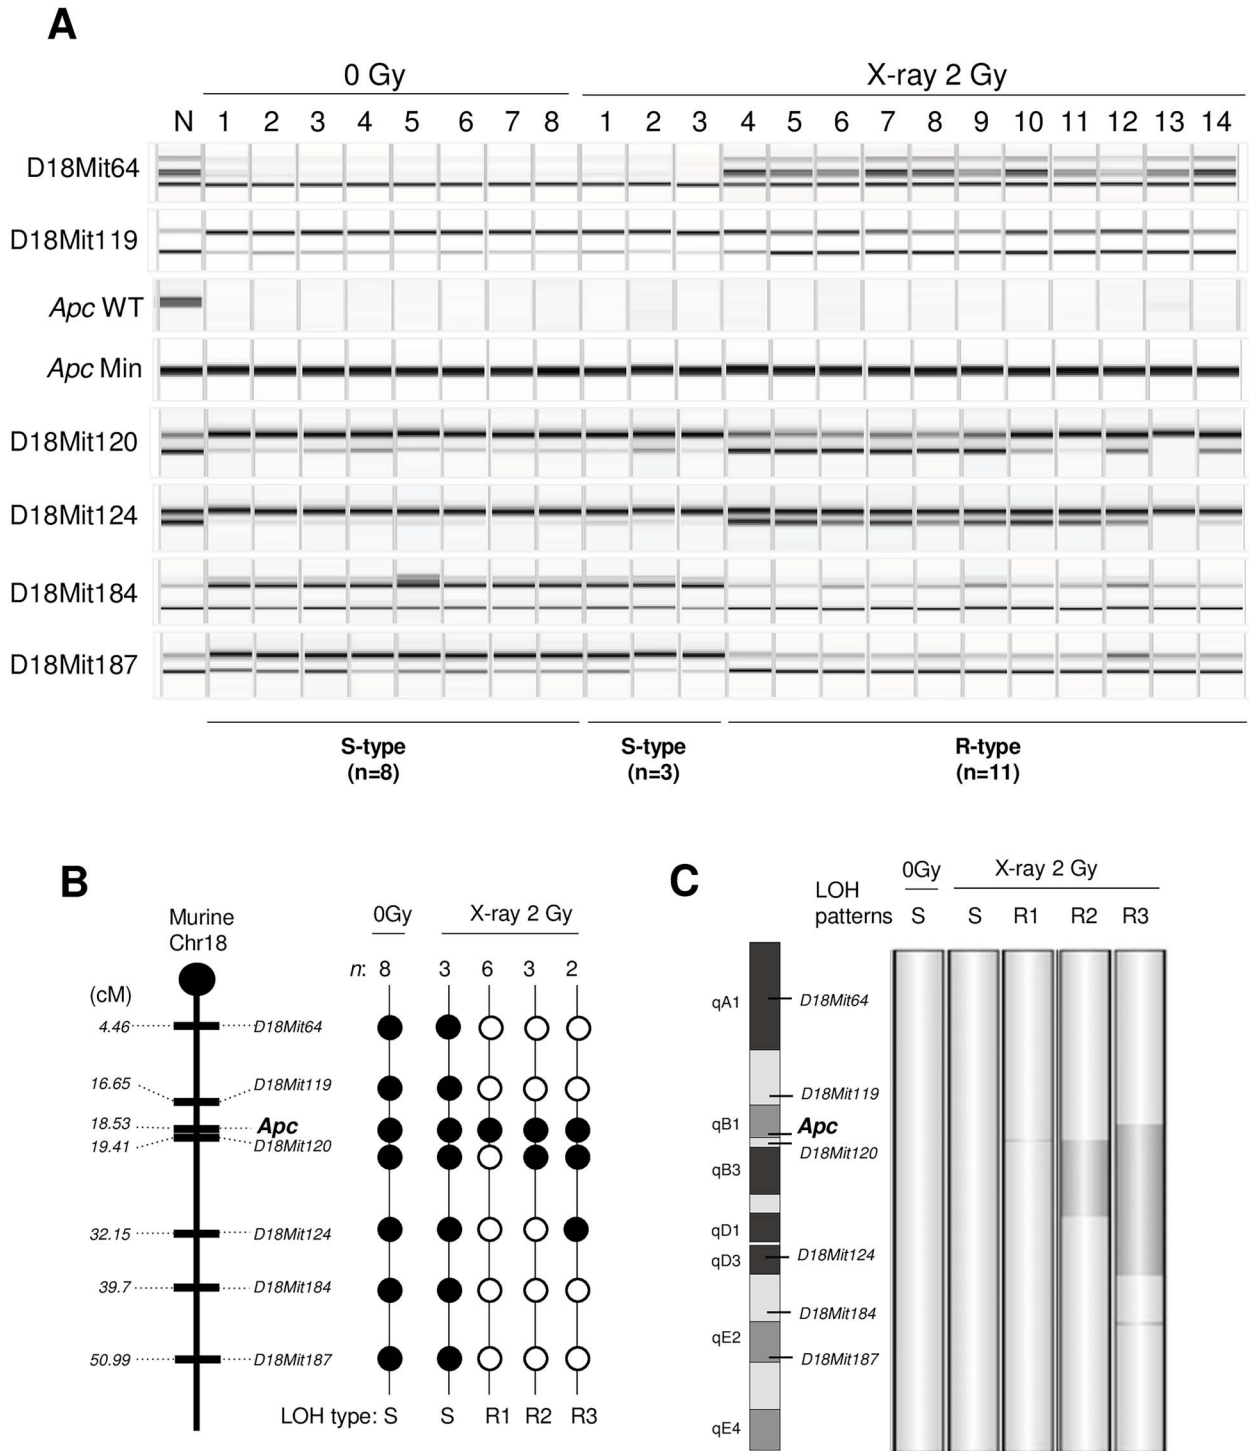 A
0 Gy X-ray 2 Gy
N 1 2 3 4 5 6 7 8 1 2 3 4 5 6 7 8 9 10 11 12 13 14
D18Mit64
D18Mit119
Apc WT
Apc Min
D18Mit120
D18Mit124
D18Mit184
D18Mit187
S-type S-type R-type
(n=8) (n=3) (n=11)
B
Murine
Chr18
(cM)
0Gy X-ray 2 Gy
n: 8 3 6 3 2
4.46 D18Mit64
16.65 D18Mit119
18.53 Apc
19.41 D18Mit120
32.15 D18Mit124
39.7 D18Mit184
50.99 D18Mit187
LOH type: S S R1 R2 R3
C
0Gy X-ray 2 Gy
LOH
patterns S S R1 R2 R3
qA1 D18Mit64
D18Mit119
qB1 Apc
D18Mit120
qB3
qD1
D18Mit124
qD3
D18Mit184
qE2
D18Mit187
qE4